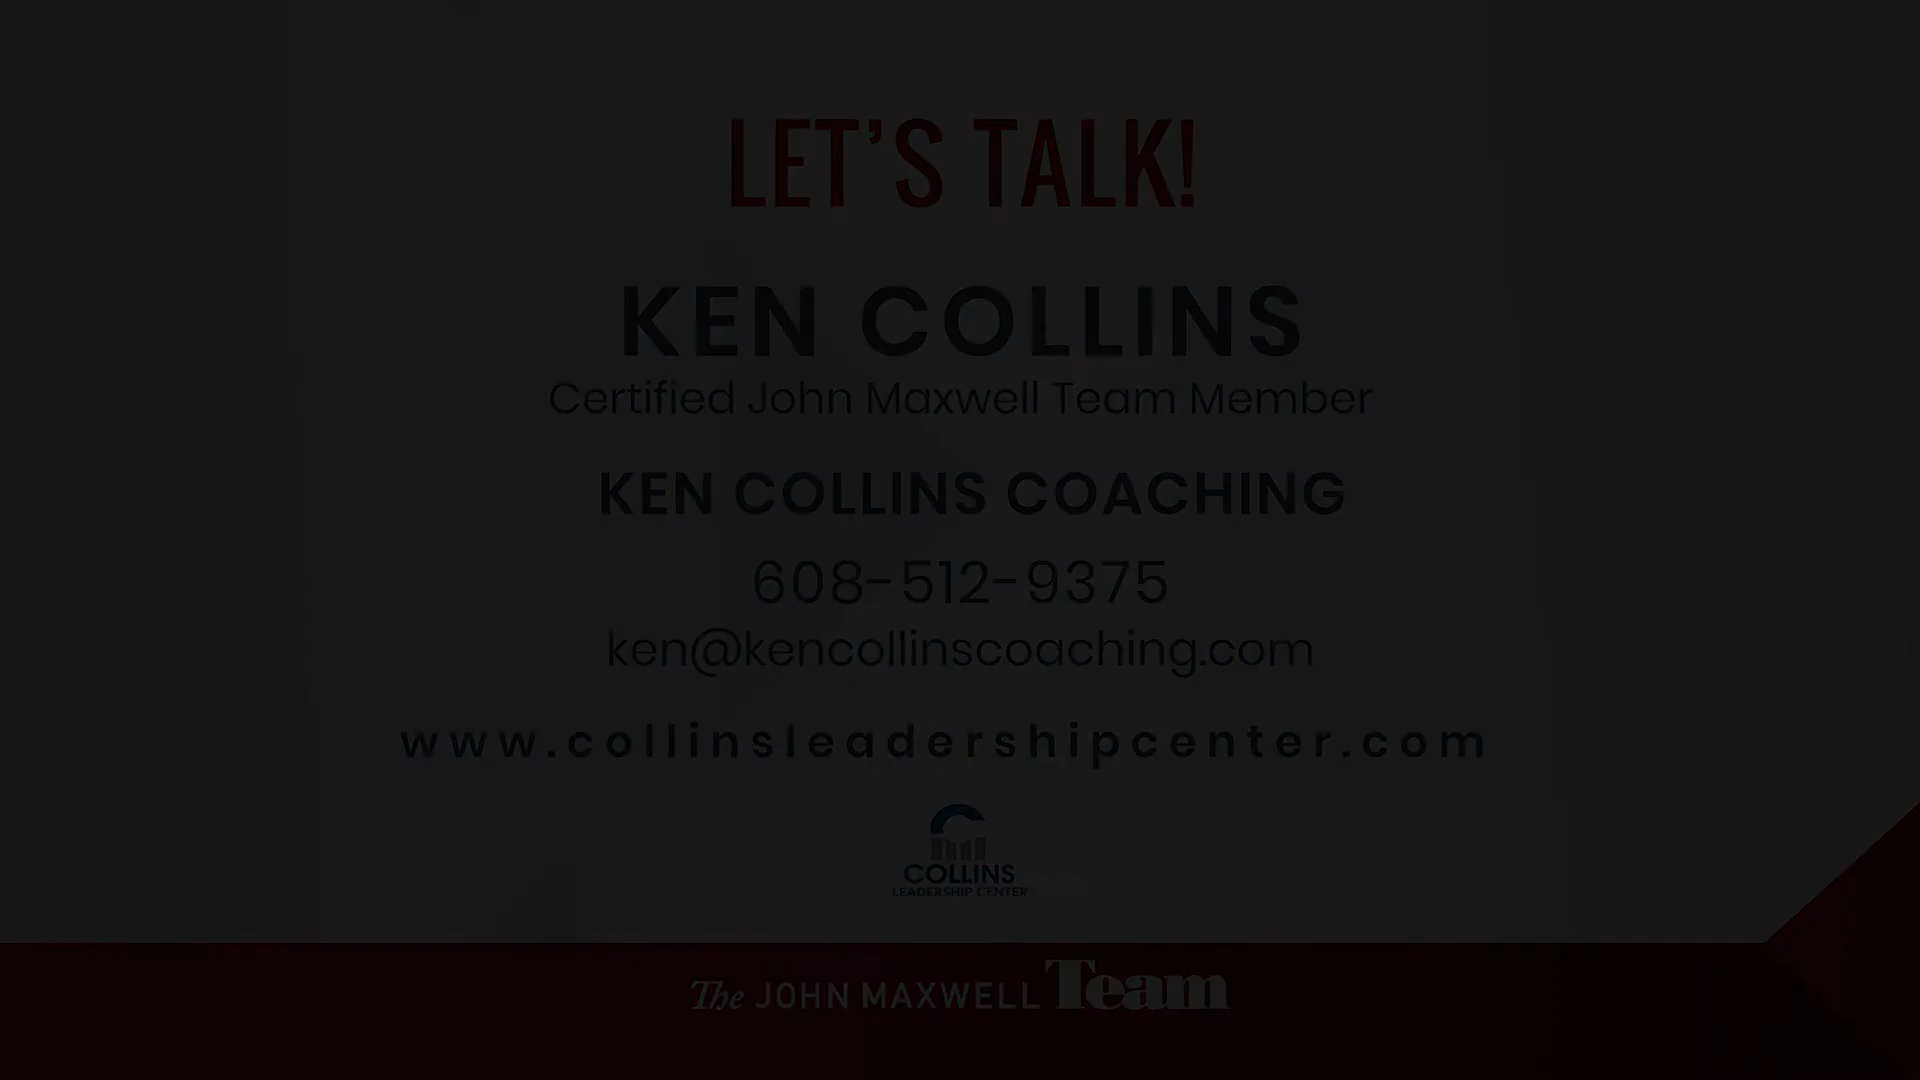 LET'S TALK!
KEN COLLINS
Certified John Maxwell Team Member
KEN COLLINS COACHING
608-512-9375
ken@kencollinscoaching.com
www.collinsleadershipcenter.com
COLLINS
LEADERSHIP CENTER
The JOHN MAXWELL Team